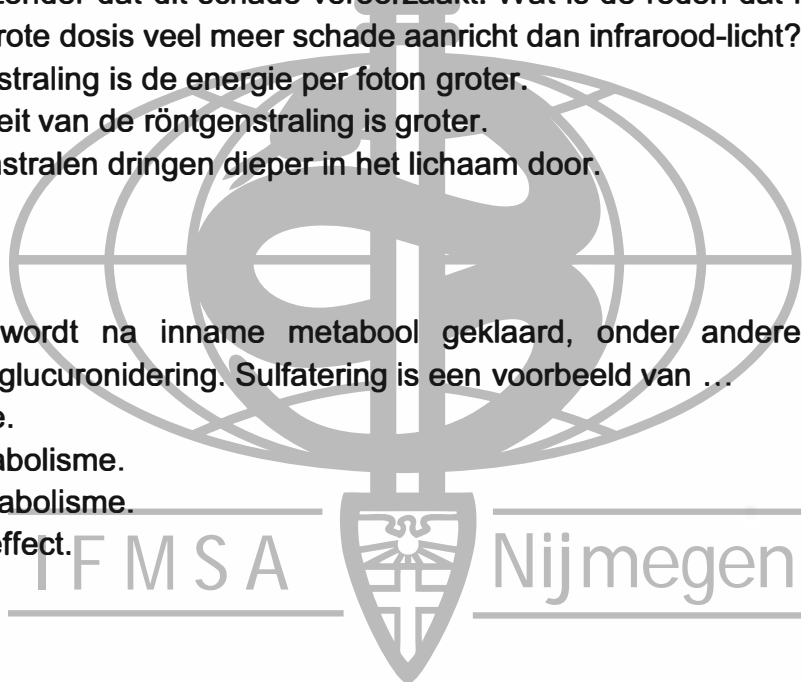 zonder dat dit schade veroorzaakt. Wat is de reden dat
rote dosis veel meer schade aanricht dan infrarood-licht?
straling is de energie per foton groter.
eit van de röntgenstraling is groter.
nstralen dringen dieper in het lichaam door.
wordt na inname metabool geklaard, onder andere
glucuronidering. Sulfatering is een voorbeeld van ...
e.
abolisme.
abolisme.
effect.
IFMSA Nijmegen